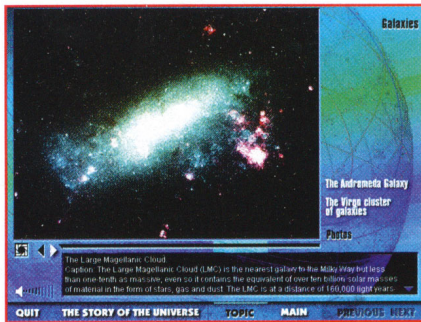 Galaxies
The Andromeda Galaxy
The Virgo cluster
of galaxies
Photos
The Large Magellanic Cloud
Caption: The Large Magellanic Cloud (LMC) is the nearest galaxy to the Milky Way but less
than one-tenth as massive, even so it contains the equivalent of over ten billion solar masses
of material in the form of stars, gas and dust. The LMC is at a distance of 160,000 light years
QUIT THE STORY OF THE UNIVERSE TOPIC MAIN PREVIOUS NEXT